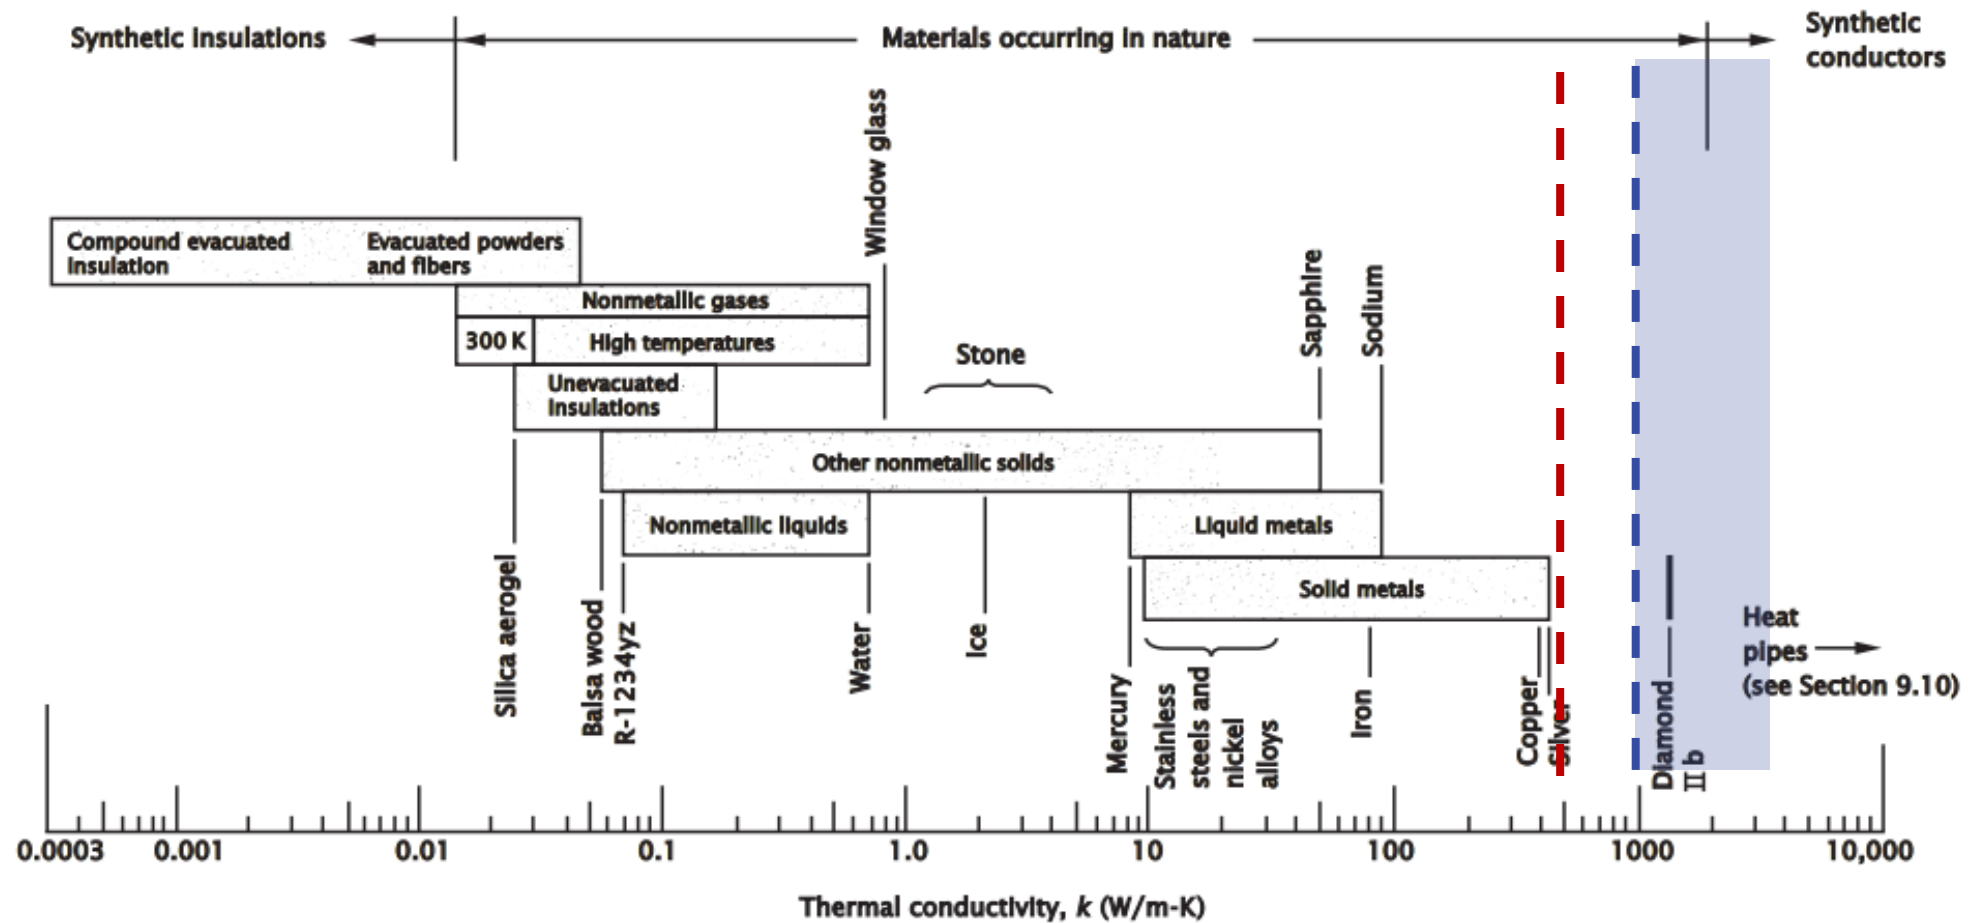 Synthetic insulations
Materials occurring in nature
Synthetic
conductors
Window glass
Compound evacuated
insulation
Evacuated powders
and fibers
Nonmetallic gases
300 K
High temperatures
Unevacuated
insulations
Stone
Sapphire
Sodium
Other nonmetallic solids
Nonmetallic liquids
Liquid metals
Solid metals
Silica aerogel
Balsa wood
R-1234yz
Water
Ice
Mercury
Stainless
steels and
nickel
alloys
Iron
Copper
Silver
Diamond
II b
Heat
pipes
(see Section 9.10)
0.0003
0.001
0.01
0.1
1.0
10
100
1000
10,000
Thermal conductivity, k (W/m-K)